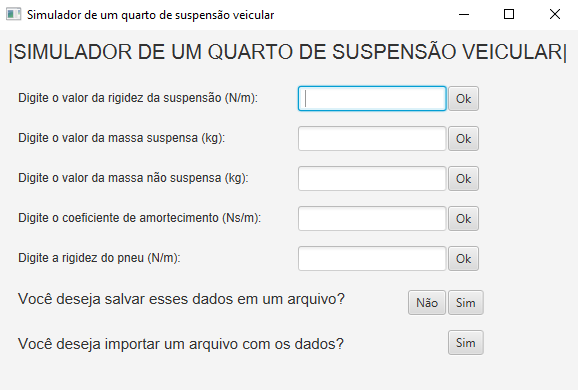 Simulador de um quarto de suspensão veicular
|SIMULADOR DE UM QUARTO DE SUSPENSÃO VEICULAR|
Digite o valor da rigidez da suspensão (N/m): Ok
Digite o valor da massa suspensa (kg): Ok
Digite o valor da massa não suspensa (kg): Ok
Digite o coeficiente de amortecimento (Ns/m): Ok
Digite a rigidez do pneu (N/m): Ok
Você deseja salvar esses dados em um arquivo? Não Sim
Você deseja importar um arquivo com os dados? Sim